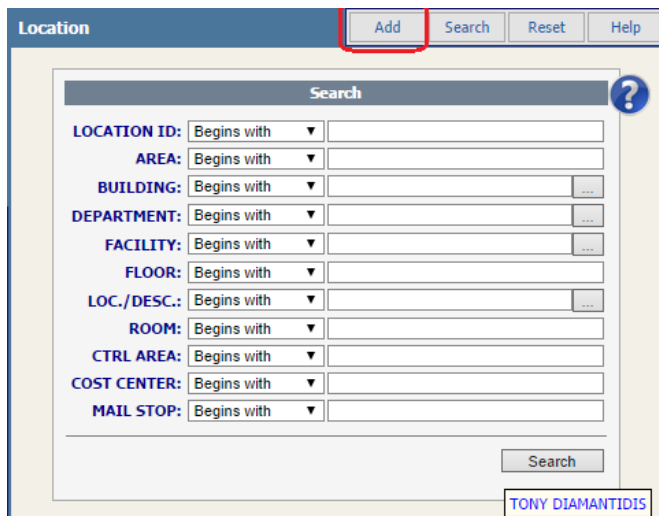 Location Add Search Reset Help
Search
?
LOCATION ID: Begins with
AREA: Begins with
BUILDING: Begins with ...
DEPARTMENT: Begins with ...
FACILITY: Begins with ...
FLOOR: Begins with
LOC./DESC.: Begins with ...
ROOM: Begins with
CTRL AREA: Begins with
COST CENTER: Begins with
MAIL STOP: Begins with
Search
TONY DIAMANTIDIS